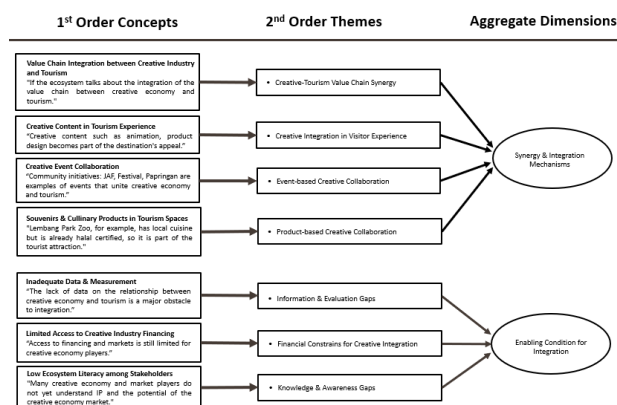 1st Order Concepts
2nd Order Themes
Aggregate Dimensions
Value Chain Integration between Creative Industry
and Tourism
"If the ecosystem talks about the integration of the
value chain between creative economy and
tourism."
Creative-Tourism Value Chain Synergy
Creative Content in Tourism Experience
"Creative content such as animation, product
design becomes part of the destination's appeal."
Creative Integration in Visitor Experience
Creative Event Collaboration
"Community initiatives: JAF, Festival, Papringan are
examples of events that unite creative economy
and tourism."
Event-based Creative Collaboration
Souvenirs & Cullinary Products in Tourism Spaces
"Lembang Park Zoo, for example, has local cuisine
but is already halal certified, so it is part of the
tourist attraction."
Product-based Creative Collaboration
Synergy & Integration
Mechanisms
Inadequate Data & Measurement
"The lack of data on the relationship between
creative economy and tourism is a major obstacle
to integration."
Information & Evaluation Gaps
Limited Access to Creative Industry Financing
"Access to financing and markets is still limited for
creative economy players."
Financial Constrains for Creative Integration
Low Ecosystem Literacy among Stakeholders
"Many creative economy and market players do
not yet understand IP and the potential of the
creative economy market."
Knowledge & Awareness Gaps
Enabling Condition for
Integration